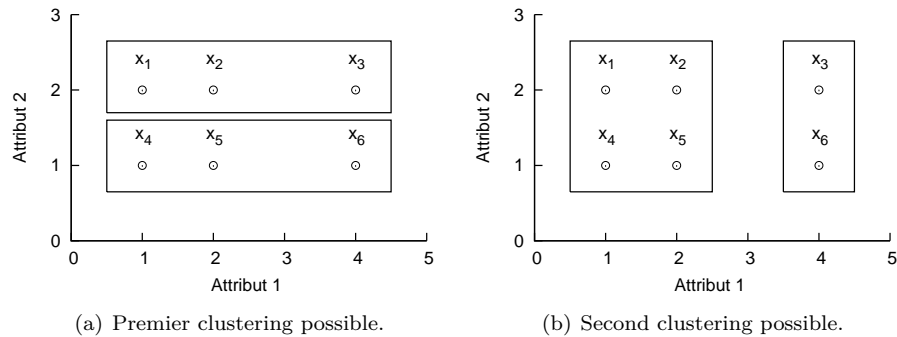 3
x1 x2 x3
2
Attribut 2
x4 x5 x6
1
0
0 1 2 3 4 5
Attribut 1
(a) Premier clustering possible.
3
x1 x2 x3
2
Attribut 2
x4 x5 x6
1
0
0 1 2 3 4 5
Attribut 1
(b) Second clustering possible.